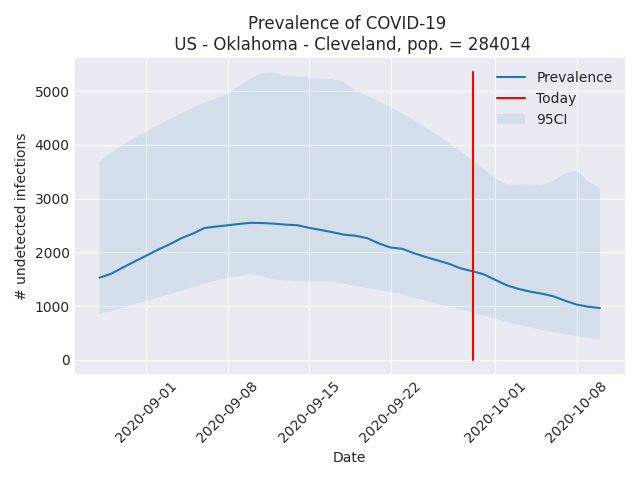 Prevalence of COVID-19
US - Oklahoma - Cleveland, pop. = 284014
Prevalence
Today
95CI
# undetected infections
5000
4000
3000
2000
1000
0
2020-09-01
2020-09-08
2020-09-15
2020-09-22
2020-10-01
2020-10-08
Date